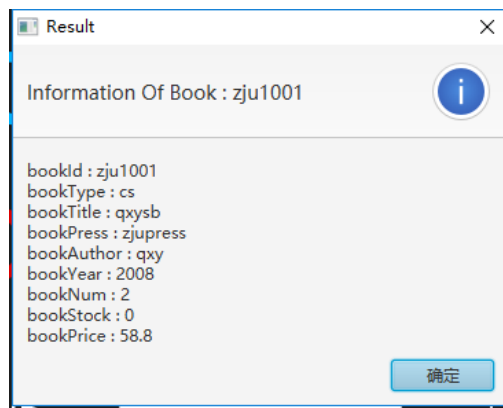 Result
Information Of Book : zju1001
bookId : zju1001
bookType : cs
bookTitle : qxysb
bookPress : zjupress
bookAuthor : qxy
bookYear : 2008
bookNum : 2
bookStock : 0
bookPrice : 58.8
确定